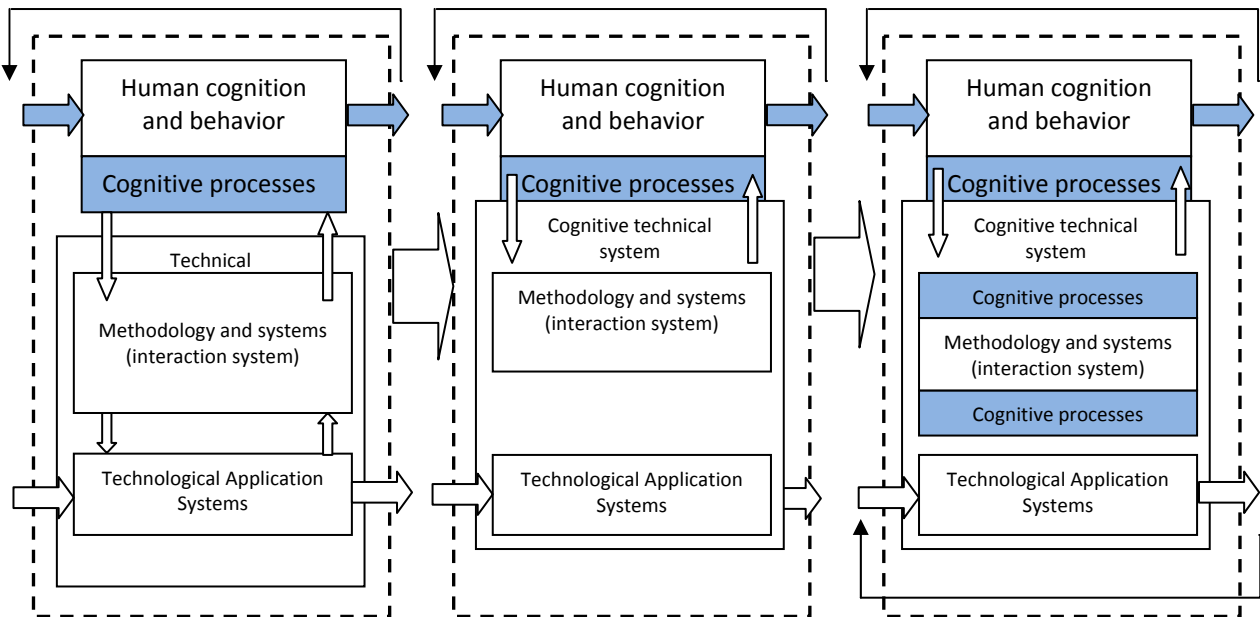 Human cognition
and behavior
Cognitive processes
Technical
Methodology and systems
(interaction system)
Technological Application
Systems
Human cognition
and behavior
Cognitive processes
Cognitive technical
system
Methodology and systems
(interaction system)
Technological Application
Systems
Human cognition
and behavior
Cognitive processes
Cognitive technical
system
Cognitive processes
Methodology and systems
(interaction system)
Cognitive processes
Technological Application
Systems